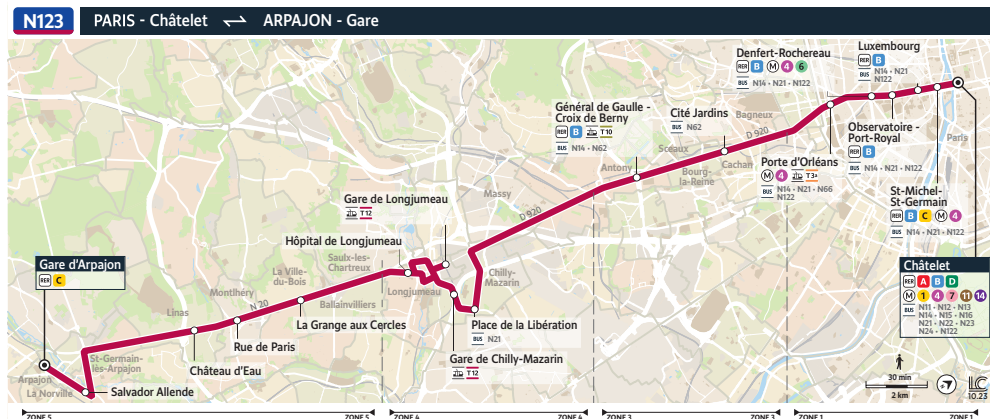 N123 PARIS - Châtelet ⇌ ARPAJON - Gare
Luxembourg
RER B
BUS N14 • N21
N122
Denfert-Rochereau
RER B M 4 6
BUS N14 • N21 • N122
Général de Gaulle -
Croix de Berny
RER B T10
BUS N14 • N62
Cité Jardins
BUS N62
Bagneux
D 920
Paris
Observatoire -
Port-Royal
RER B
BUS N14 • N21 • N122
Sceaux
Cachan
Antony
Bourg-
la-Reine
Porte d'Orléans
M 4 T3a
BUS N14 • N21 • N66
N122
St-Michel-
St-Germain
RER B C M 4
BUS N14 • N21 • N122
Massy
D 920
Gare de Longjumeau
T12
Hôpital de Longjumeau
Saulx-les-
Chartreux
Gare d'Arpajon
RER C
La Ville-
du-Bois
Chilly-
Mazarin
Châtelet
RER A B D
M 1 4 7 11 14
BUS N11 • N12 • N13
N14 • N15 • N16
N21 • N22 • N23
N24 • N122
Montlhéry
N 20
Ballainvilliers
Longjumeau
Linas
La Grange aux Cercles
Place de la Libération
BUS N21
Rue de Paris
Gare de Chilly-Mazarin
T12
St-Germain-
lès-Arpajon
Château d'Eau
Arpajon
La Norville
Salvador Allende
30 min
2 km
10.23
ZONE 5 ZONE 5 ZONE 4 ZONE 4 ZONE 3 ZONE 3 ZONE 1 ZONE 1